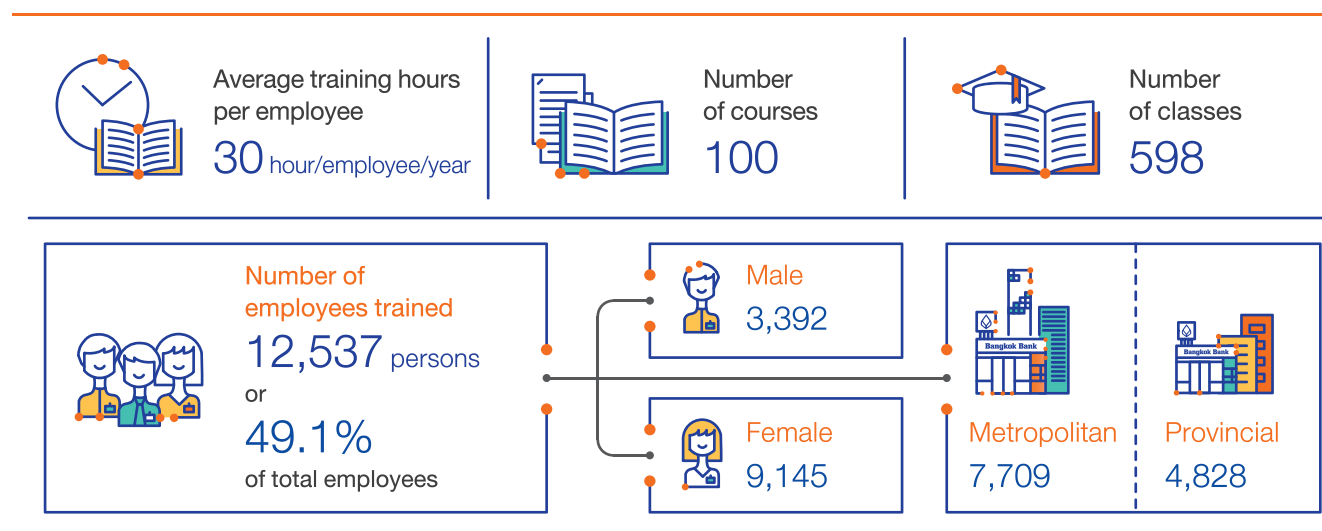 Average training hours
per employee
30 hour/employee/year
Number
of courses
100
Number
of classes
598
Number of
employees trained
12,537 persons
or
49.1%
of total employees
Male
3,392
Female
9,145
Bangkok Bank
Metropolitan
7,709
Bangkok Bank
Provincial
4,828